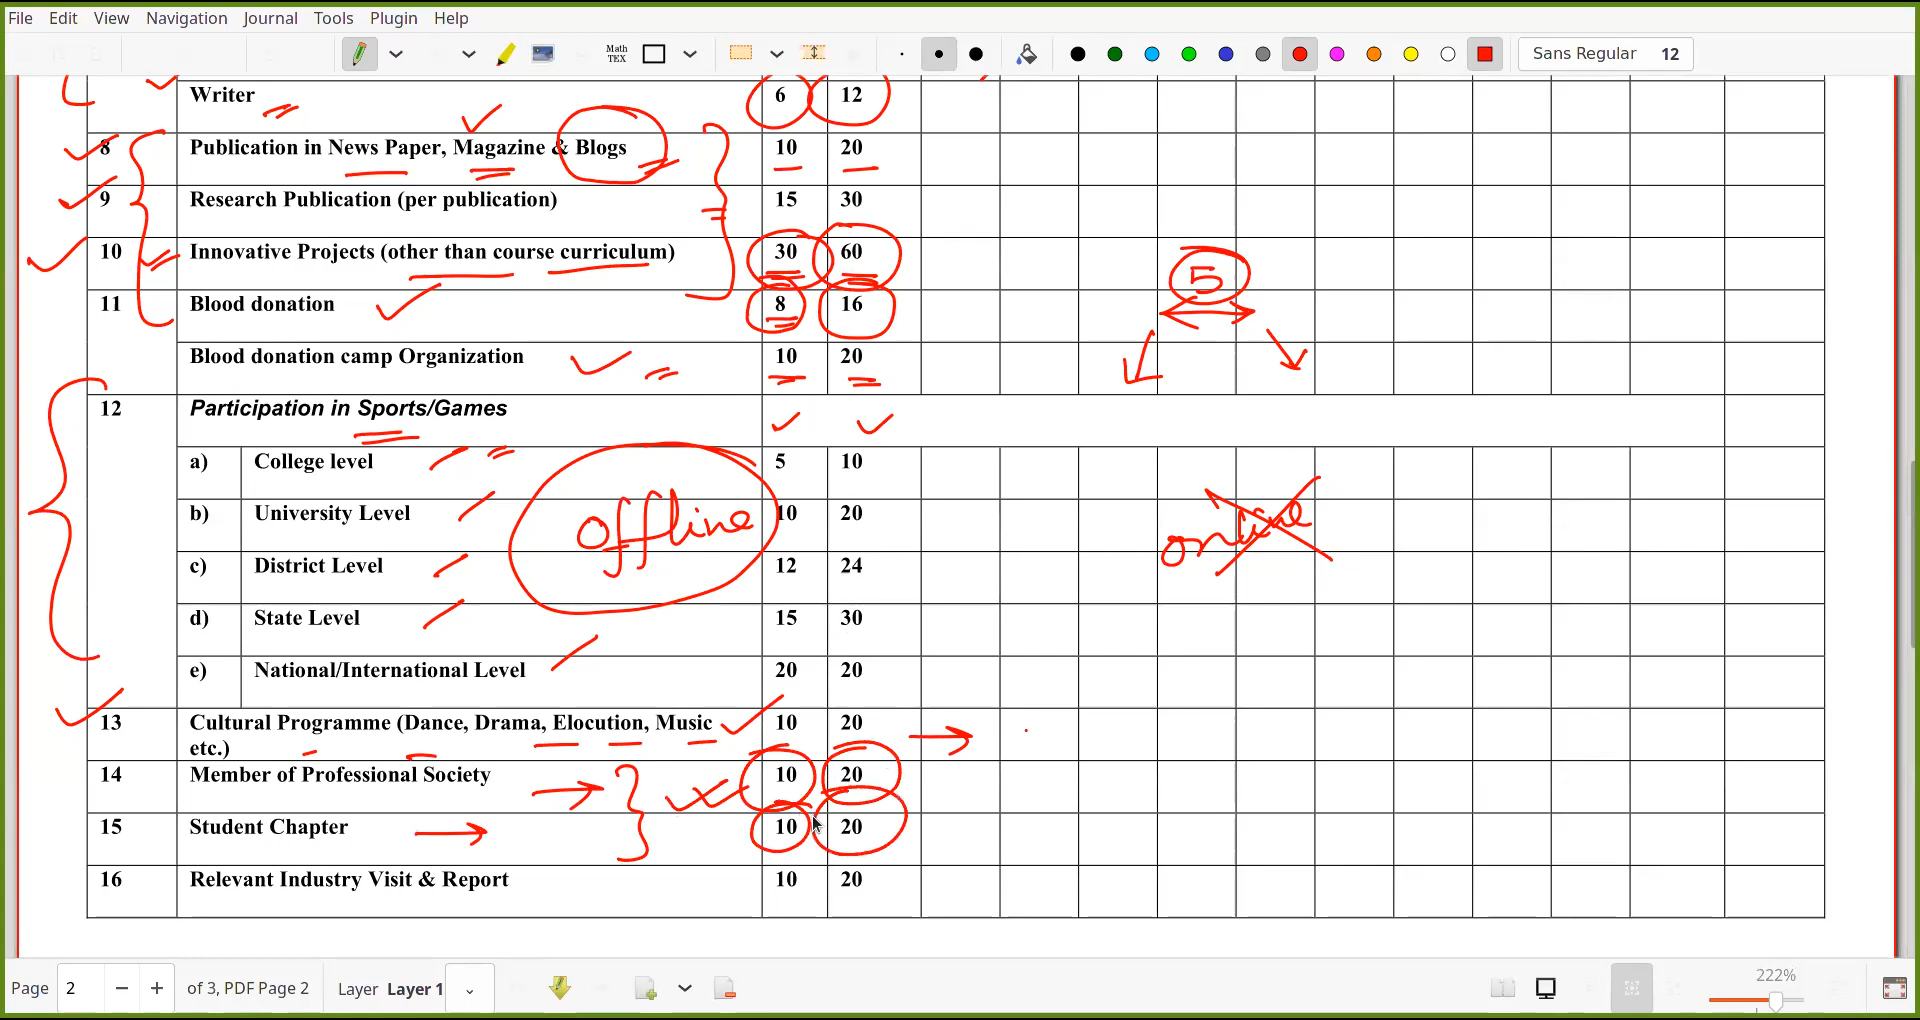 File Edit View Navigation Journal Tools Plugin Help
Math TEX Sans Regular 12
Writer 6 12
8 Publication in News Paper, Magazine & Blogs 10 20
9 Research Publication (per publication) 15 30
10 Innovative Projects (other than course curriculum) 30 60
5
11 Blood donation 8 16
Blood donation camp Organization 10 20
12 Participation in Sports/Games
a) College level 5 10
b) University Level 10 20
offline
online
c) District Level 12 24
d) State Level 15 30
e) National/International Level 20 20
13 Cultural Programme (Dance, Drama, Elocution, Music 10 20
etc.)
14 Member of Professional Society 10 20
15 Student Chapter 10 20
16 Relevant Industry Visit & Report 10 20
Page 2 of 3, PDF Page 2 Layer Layer 1 222%